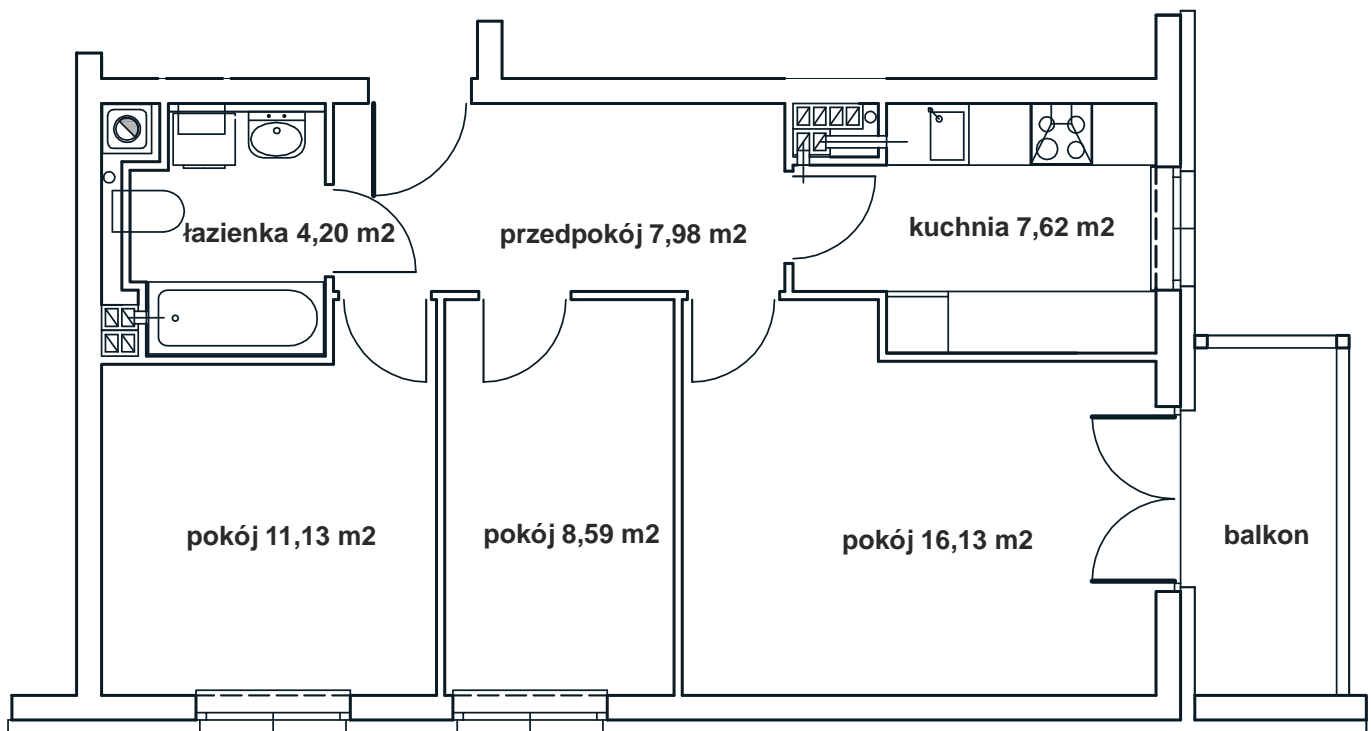 łazienka 4,20 m2
przedpokój 7,98 m2
kuchnia 7,62 m2
pokój 11,13 m2
pokój 8,59 m2
pokój 16,13 m2
balkon